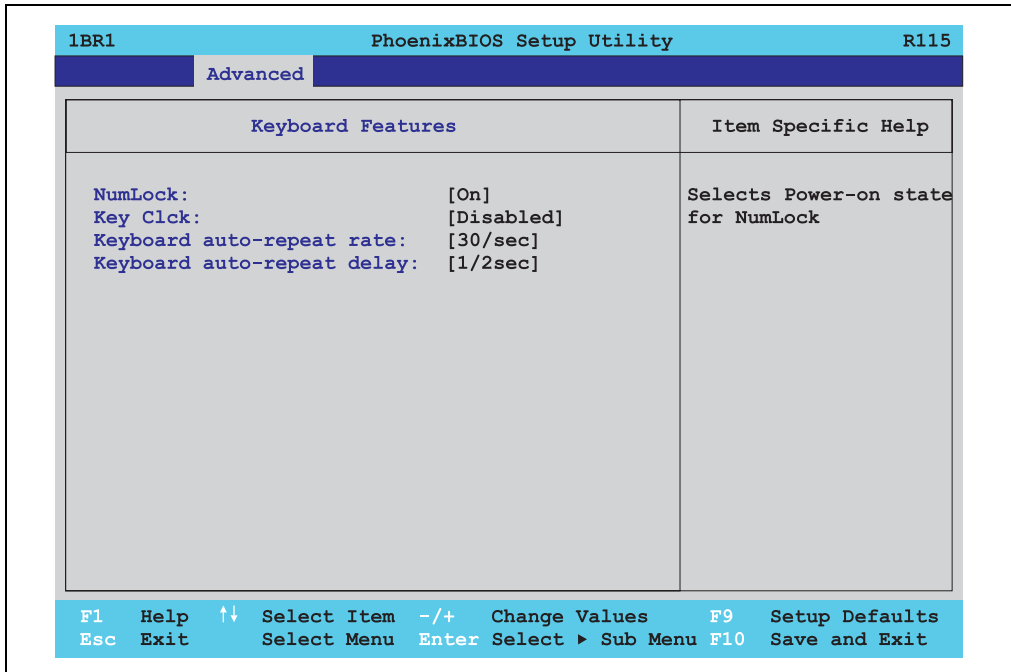 1BR1 PhoenixBIOS Setup Utility R115
Advanced
Keyboard Features
Item Specific Help
NumLock: [On]
Key Clck: [Disabled]
Keyboard auto-repeat rate: [30/sec]
Keyboard auto-repeat delay: [1/2sec]
Selects Power-on state
for NumLock
F1 Help ↑↓ Select Item -/+ Change Values F9 Setup Defaults
Esc Exit Select Menu Enter Select ▶ Sub Menu F10 Save and Exit